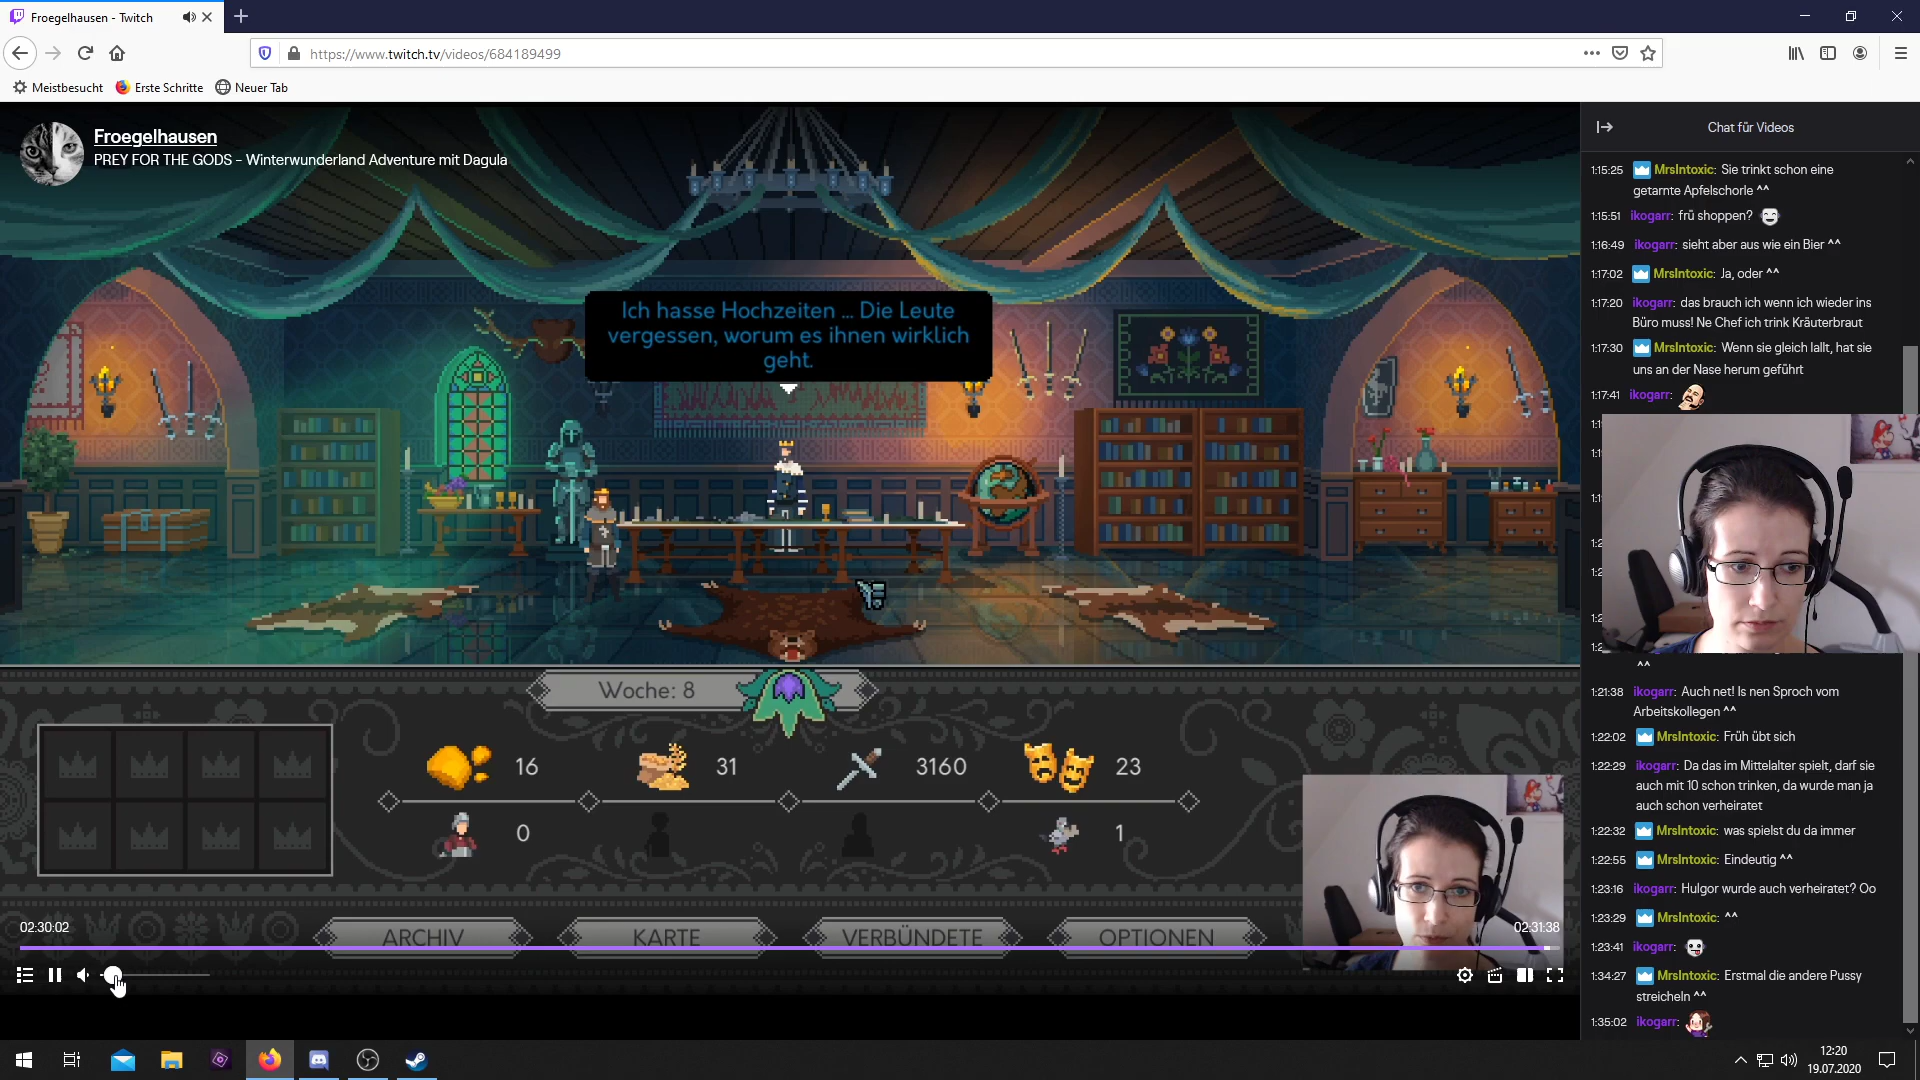 Froegelhausen - Twitch
https://www.twitch.tv/videos/684189499
Meistbesucht
Erste Schritte
Neuer Tab
Froegelhausen
PREY FOR THE GODS - Winterwunderland Adventure mit Dagula
Ich hasse Hochzeiten ... Die Leute
vergessen, worum es ihnen wirklich
geht.
Woche: 8
16
31
3160
23
0
1
02:30:02
02:31:38
ARCHIV
KARTE
VERBÜNDETE
OPTIONEN
Chat für Videos
1:15:25 MrsIntoxic: Sie trinkt schon eine
getarnte Apfelschorle ^^
1:15:51 ikogarr: frü shoppen?
1:16:49 ikogarr: sieht aber aus wie ein Bier ^^
1:17:02 MrsIntoxic: Ja, oder ^^
1:17:20 ikogarr: das brauch ich wenn ich wieder ins
Büro muss! Ne Chef ich trink Kräuterbraut
1:17:30 MrsIntoxic: Wenn sie gleich lallt, hat sie
uns an der Nase herum geführt
1:17:41 ikogarr:
^^
1:21:38 ikogarr: Auch net! Is nen Sproch vom
Arbeitskollegen ^^
1:22:02 MrsIntoxic: Früh übt sich
1:22:29 ikogarr: Da das im Mittelalter spielt, darf sie
auch mit 10 schon trinken, da wurde man ja
auch schon verheiratet
1:22:32 MrsIntoxic: was spielst du da immer
1:22:55 MrsIntoxic: Eindeutig ^^
1:23:16 ikogarr: Hulgor wurde auch verheiratet? Oo
1:23:29 MrsIntoxic: ^^
1:23:41 ikogarr:
1:34:27 MrsIntoxic: Erstmal die andere Pussy
streicheln ^^
1:35:02 ikogarr:
12:20
19.07.2020